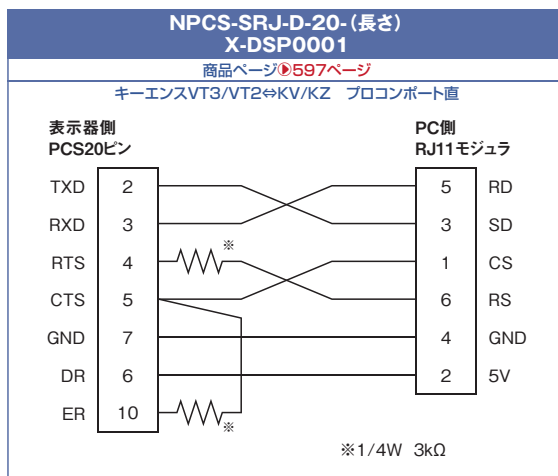 NPCS-SRJ-D-20-(長さ)
X-DSP0001
商品ページ▶597ページ
キーエンスVT3/VT2⇔KV/KZ プロコンポート直
表示器側
PCS20ピン
PC側
RJ11モジュラ
TXD 2 5 RD
RXD 3 3 SD
RTS 4 ※ 1 CS
CTS 5 6 RS
GND 7 4 GND
DR 6 2 5V
ER 10 ※
※1/4W 3kΩ